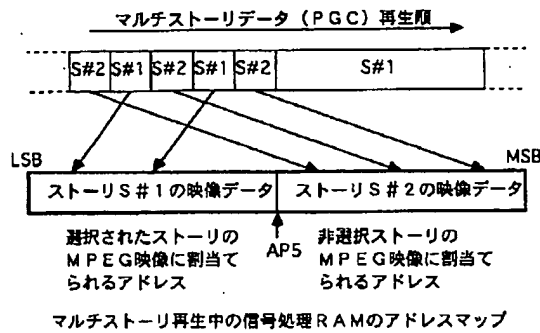 マルチストーリデータ（PGC）再生順
S#2 S#1 S#2 S#1 S#2 S#1
LSB MSB
ストーリS#1の映像データ ストーリS#2の映像データ
選択されたストーリの
MPEG映像に割当て
られるアドレス
AP5
非選択ストーリの
MPEG映像に割当て
られるアドレス
マルチストーリ再生中の信号処理RAMのアドレスマップ